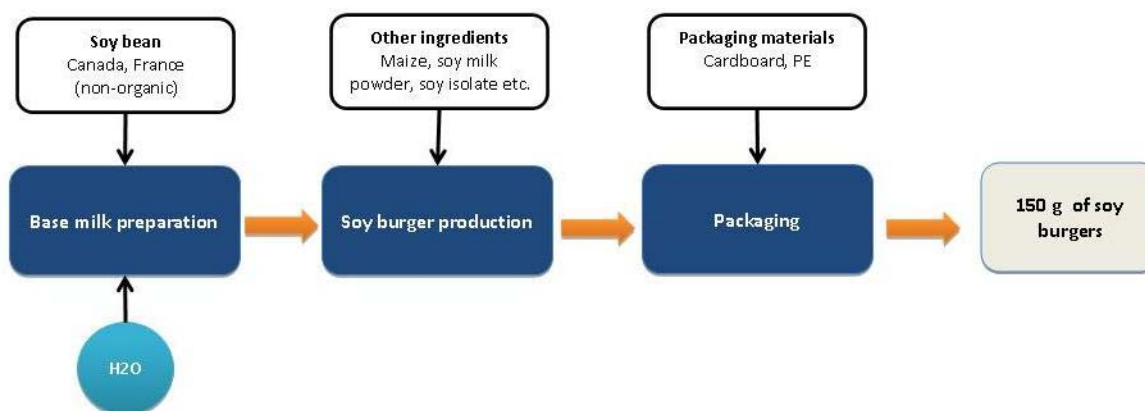 Soy bean
Canada, France
(non-organic)
Other ingredients
Maize, soy milk
powder, soy isolate etc.
Packaging materials
Cardboard, PE
Base milk preparation
Soy burger production
Packaging
150 g of soy
burgers
H2O